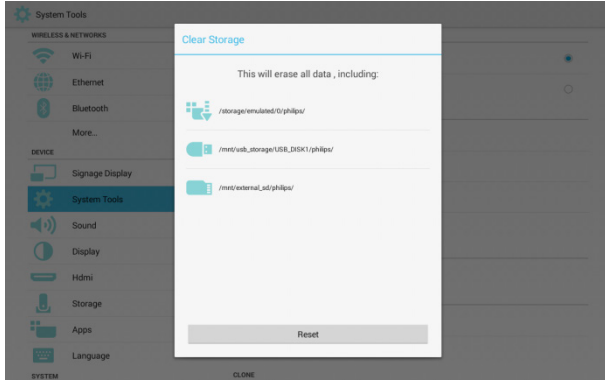 System Tools
WIRELESS & NETWORKS
Wi-Fi
Ethernet
Bluetooth
More...
DEVICE
Signage Display
System Tools
Sound
Display
Hdmi
Storage
Apps
Language
SYSTEM
Clear Storage
This will erase all data , including:
/storage/emulated/0/philips/
/mnt/usb_storage/USB_DISK1/philips/
/mnt/external_sd/philips/
Reset
CLONE